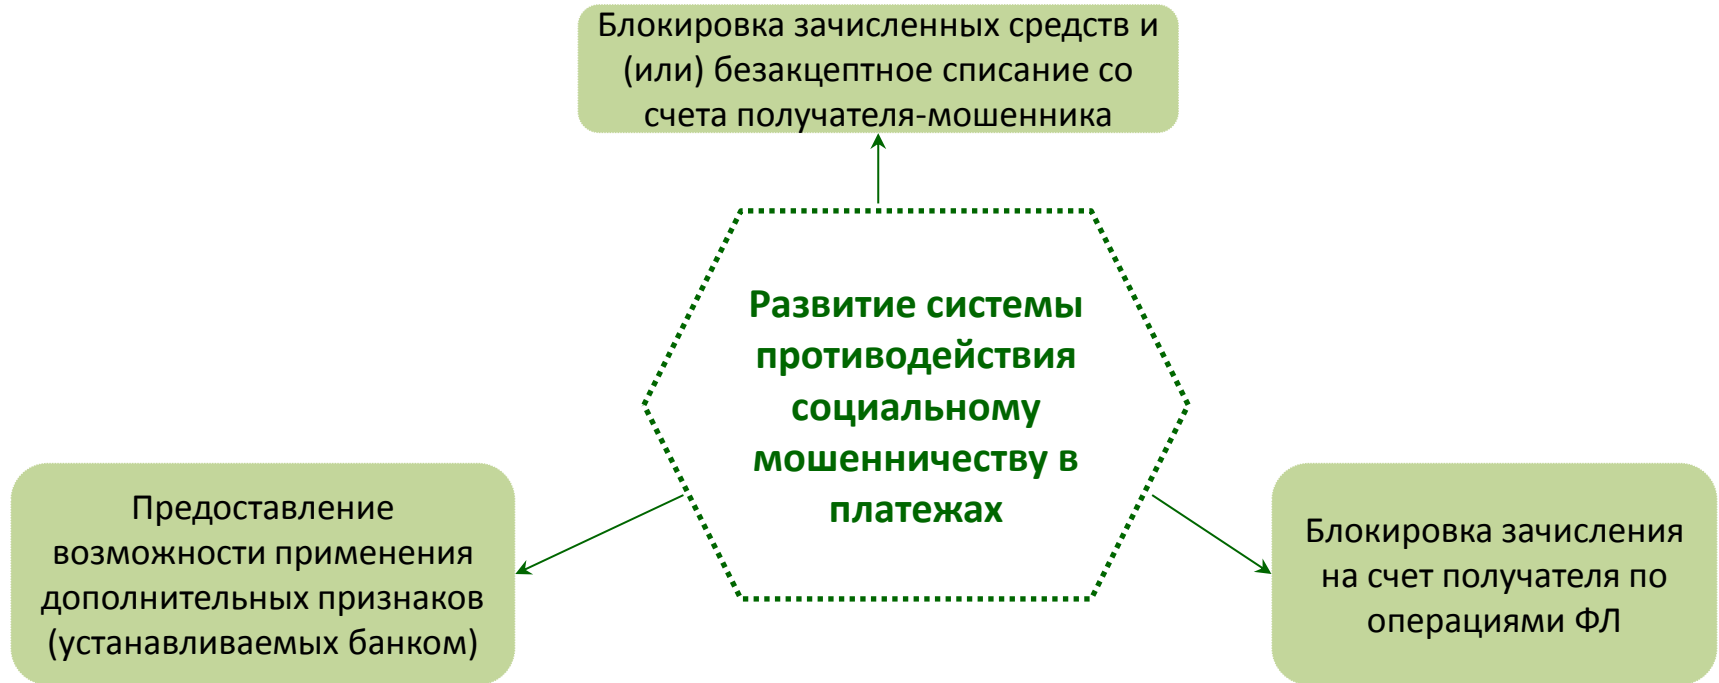 Блокировка зачисленных средств и
(или) безакцептное списание со
счета получателя-мошенника
Развитие системы
противодействия
социальному
мошенничеству в
платежах
Предоставление
возможности применения
дополнительных признаков
(устанавливаемых банком)
Блокировка зачисления
на счет получателя по
операциями ФЛ